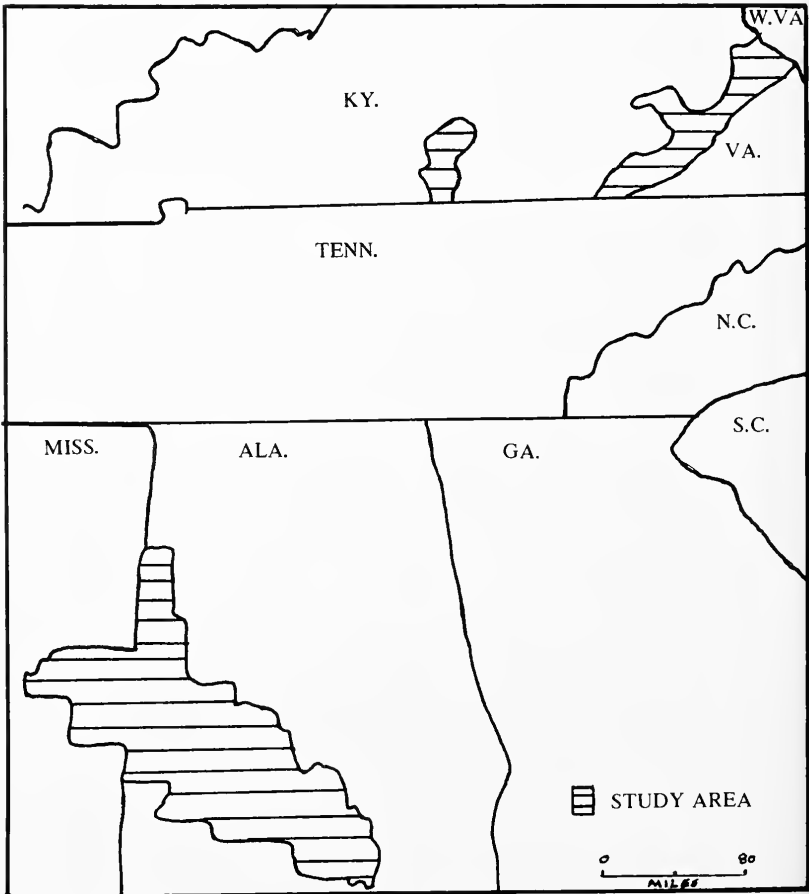 W.VA
KY.
VA.
TENN.
N.C.
S.C.
MISS.
ALA.
GA.
STUDY AREA
0 80
MILES